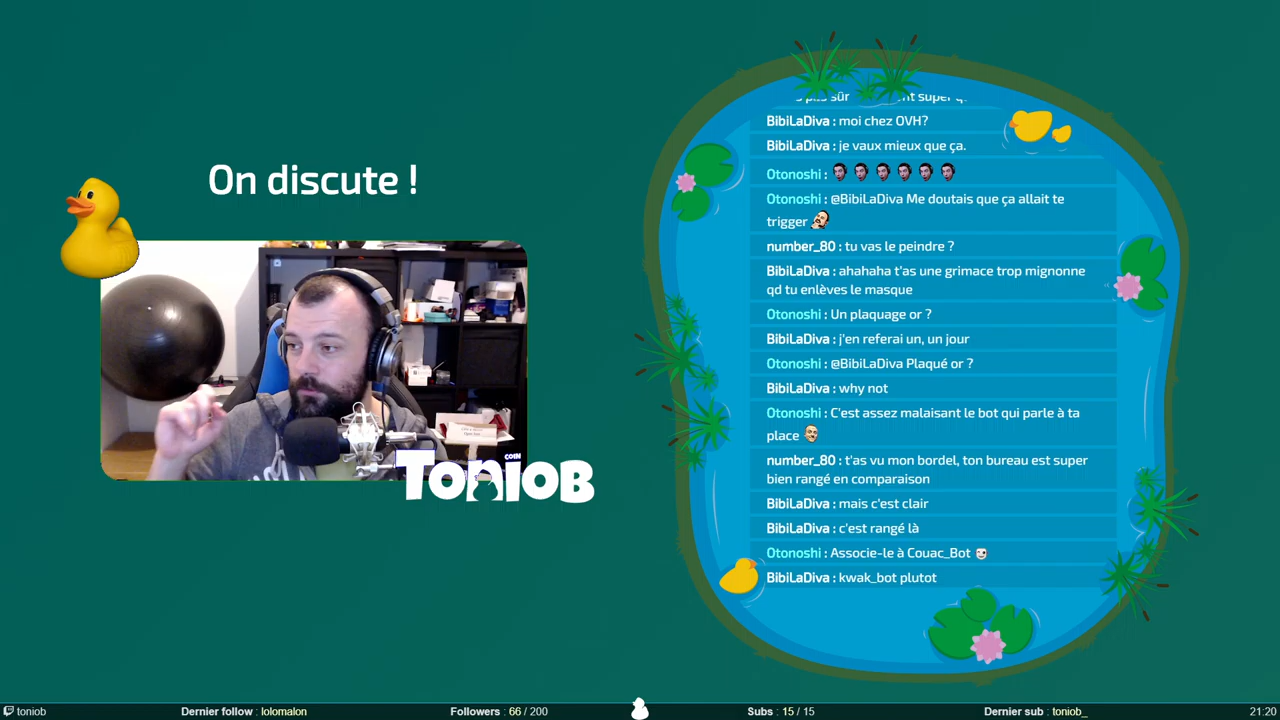 On discute !
COIN
TONIOB
sûr
BibiLaDiva : moi chez OVH?
BibiLaDiva : je vaux mieux que ça.
Otonoshi :
Otonoshi : @BibiLaDiva Me doutais que ça allait te
trigger
number_80 : tu vas le peindre ?
BibiLaDiva : ahahaha t'as une grimace trop mignonne
qd tu enlèves le masque
Otonoshi : Un plaquage or ?
BibiLaDiva : j'en referai un, un jour
Otonoshi : @BibiLaDiva Plaqué or ?
BibiLaDiva : why not
Otonoshi : C'est assez malaisant le bot qui parle à ta
place
number_80 : t'as vu mon bordel, ton bureau est super
bien rangé en comparaison
BibiLaDiva : mais c'est clair
BibiLaDiva : c'est rangé là
Otonoshi : Associe-le à Couac_Bot
BibiLaDiva : kwak_bot plutot
toniob
Dernier follow : lolomalon
Followers : 66 / 200
Subs : 15 / 15
Dernier sub : toniob_
21:20